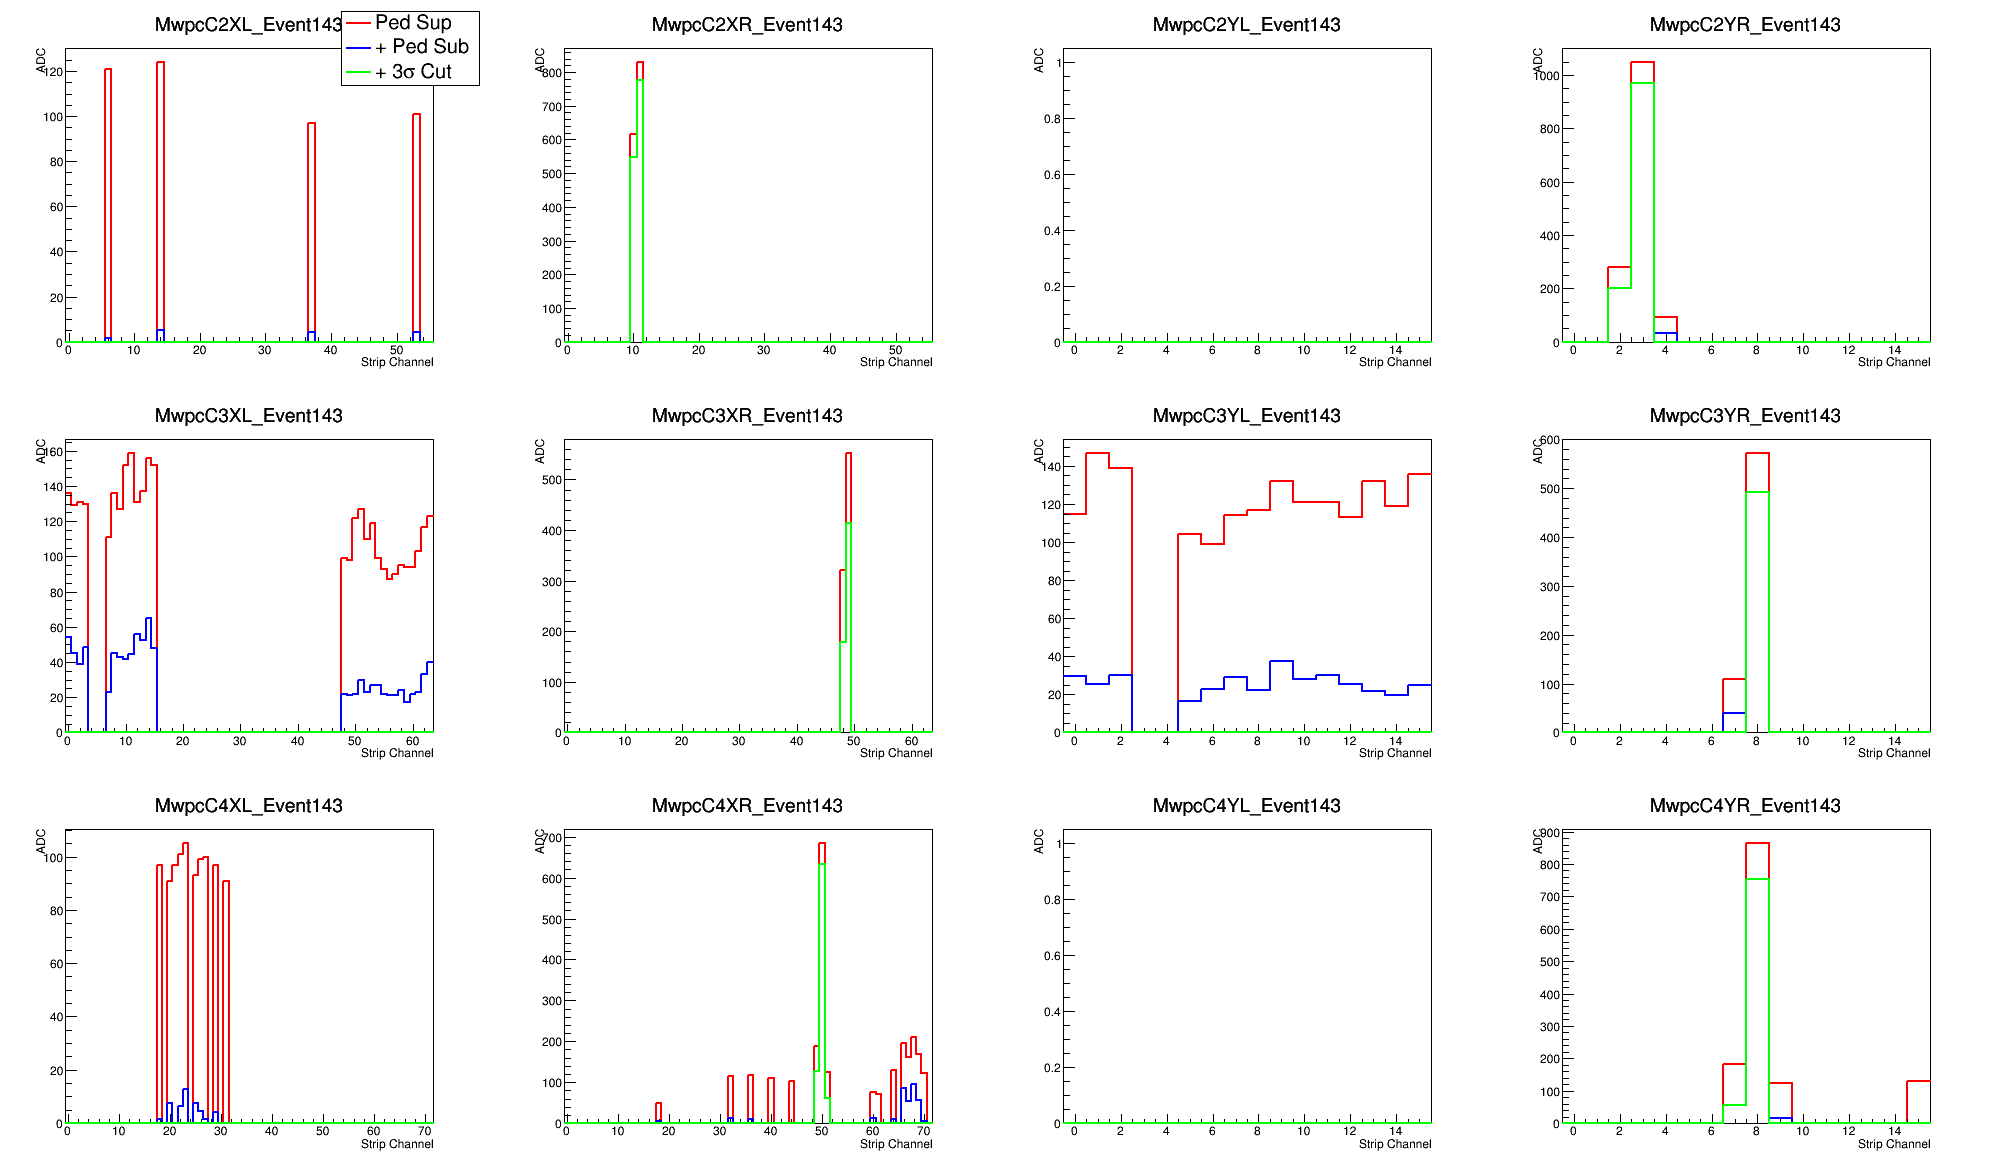 MwpcC2XL_Event143
Ped Sup
+ Ped Sub
+ 3σ Cut
ADC
120
100
80
60
40
20
0
0 10 20 30 40 50
Strip Channel
MwpcC2XR_Event143
ADC
800
700
600
500
400
300
200
100
0
0 10 20 30 40 50
Strip Channel
MwpcC2YL_Event143
ADC
1
0.8
0.6
0.4
0.2
0
0 2 4 6 8 10 12 14
Strip Channel
MwpcC2YR_Event143
ADC
1000
800
600
400
200
0
0 2 4 6 8 10 12 14
Strip Channel
MwpcC3XL_Event143
ADC
160
140
120
100
80
60
40
20
0
0 10 20 30 40 50 60
Strip Channel
MwpcC3XR_Event143
ADC
500
400
300
200
100
0
0 10 20 30 40 50 60
Strip Channel
MwpcC3YL_Event143
ADC
140
120
100
80
60
40
20
0
0 2 4 6 8 10 12 14
Strip Channel
MwpcC3YR_Event143
ADC
600
500
400
300
200
100
0
0 2 4 6 8 10 12 14
Strip Channel
MwpcC4XL_Event143
ADC
100
80
60
40
20
0
0 10 20 30 40 50 60 70
Strip Channel
MwpcC4XR_Event143
ADC
700
600
500
400
300
200
100
0
0 10 20 30 40 50 60 70
Strip Channel
MwpcC4YL_Event143
ADC
1
0.8
0.6
0.4
0.2
0
0 2 4 6 8 10 12 14
Strip Channel
MwpcC4YR_Event143
ADC
900
800
700
600
500
400
300
200
100
0
0 2 4 6 8 10 12 14
Strip Channel